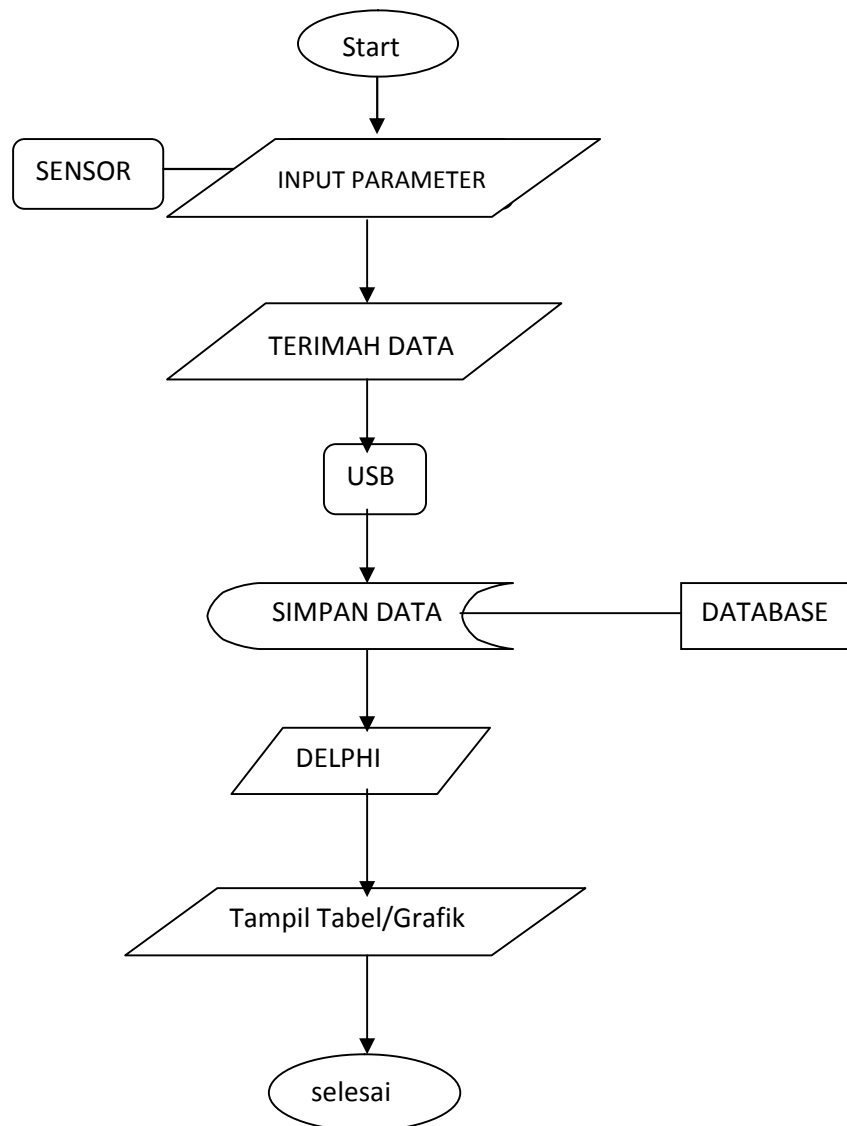 Start
SENSOR
INPUT PARAMETER
TERIMAH DATA
USB
SIMPAN DATA
DATABASE
DELPHI
Tampil Tabel/Grafik
selesai